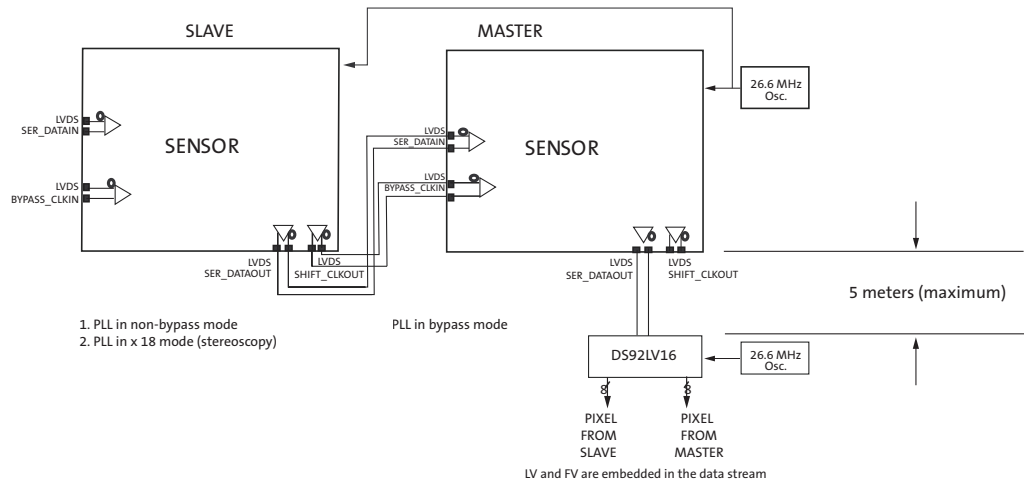 SLAVE
MASTER
26.6 MHz
Osc.
LVDS
SER_DATAIN
SENSOR
LVDS
BYPASS_CLKIN
LVDS
SER_DATAIN
SENSOR
LVDS
BYPASS_CLKIN
LVDS
SER_DATAOUT
LVDS
SHIFT_CLKOUT
LVDS
SER_DATAOUT
LVDS
SHIFT_CLKOUT
5 meters (maximum)
1. PLL in non-bypass mode
2. PLL in x 18 mode (stereoscopy)
PLL in bypass mode
DS92LV16
26.6 MHz
Osc.
8
8
PIXEL
FROM
SLAVE
PIXEL
FROM
MASTER
LV and FV are embedded in the data stream